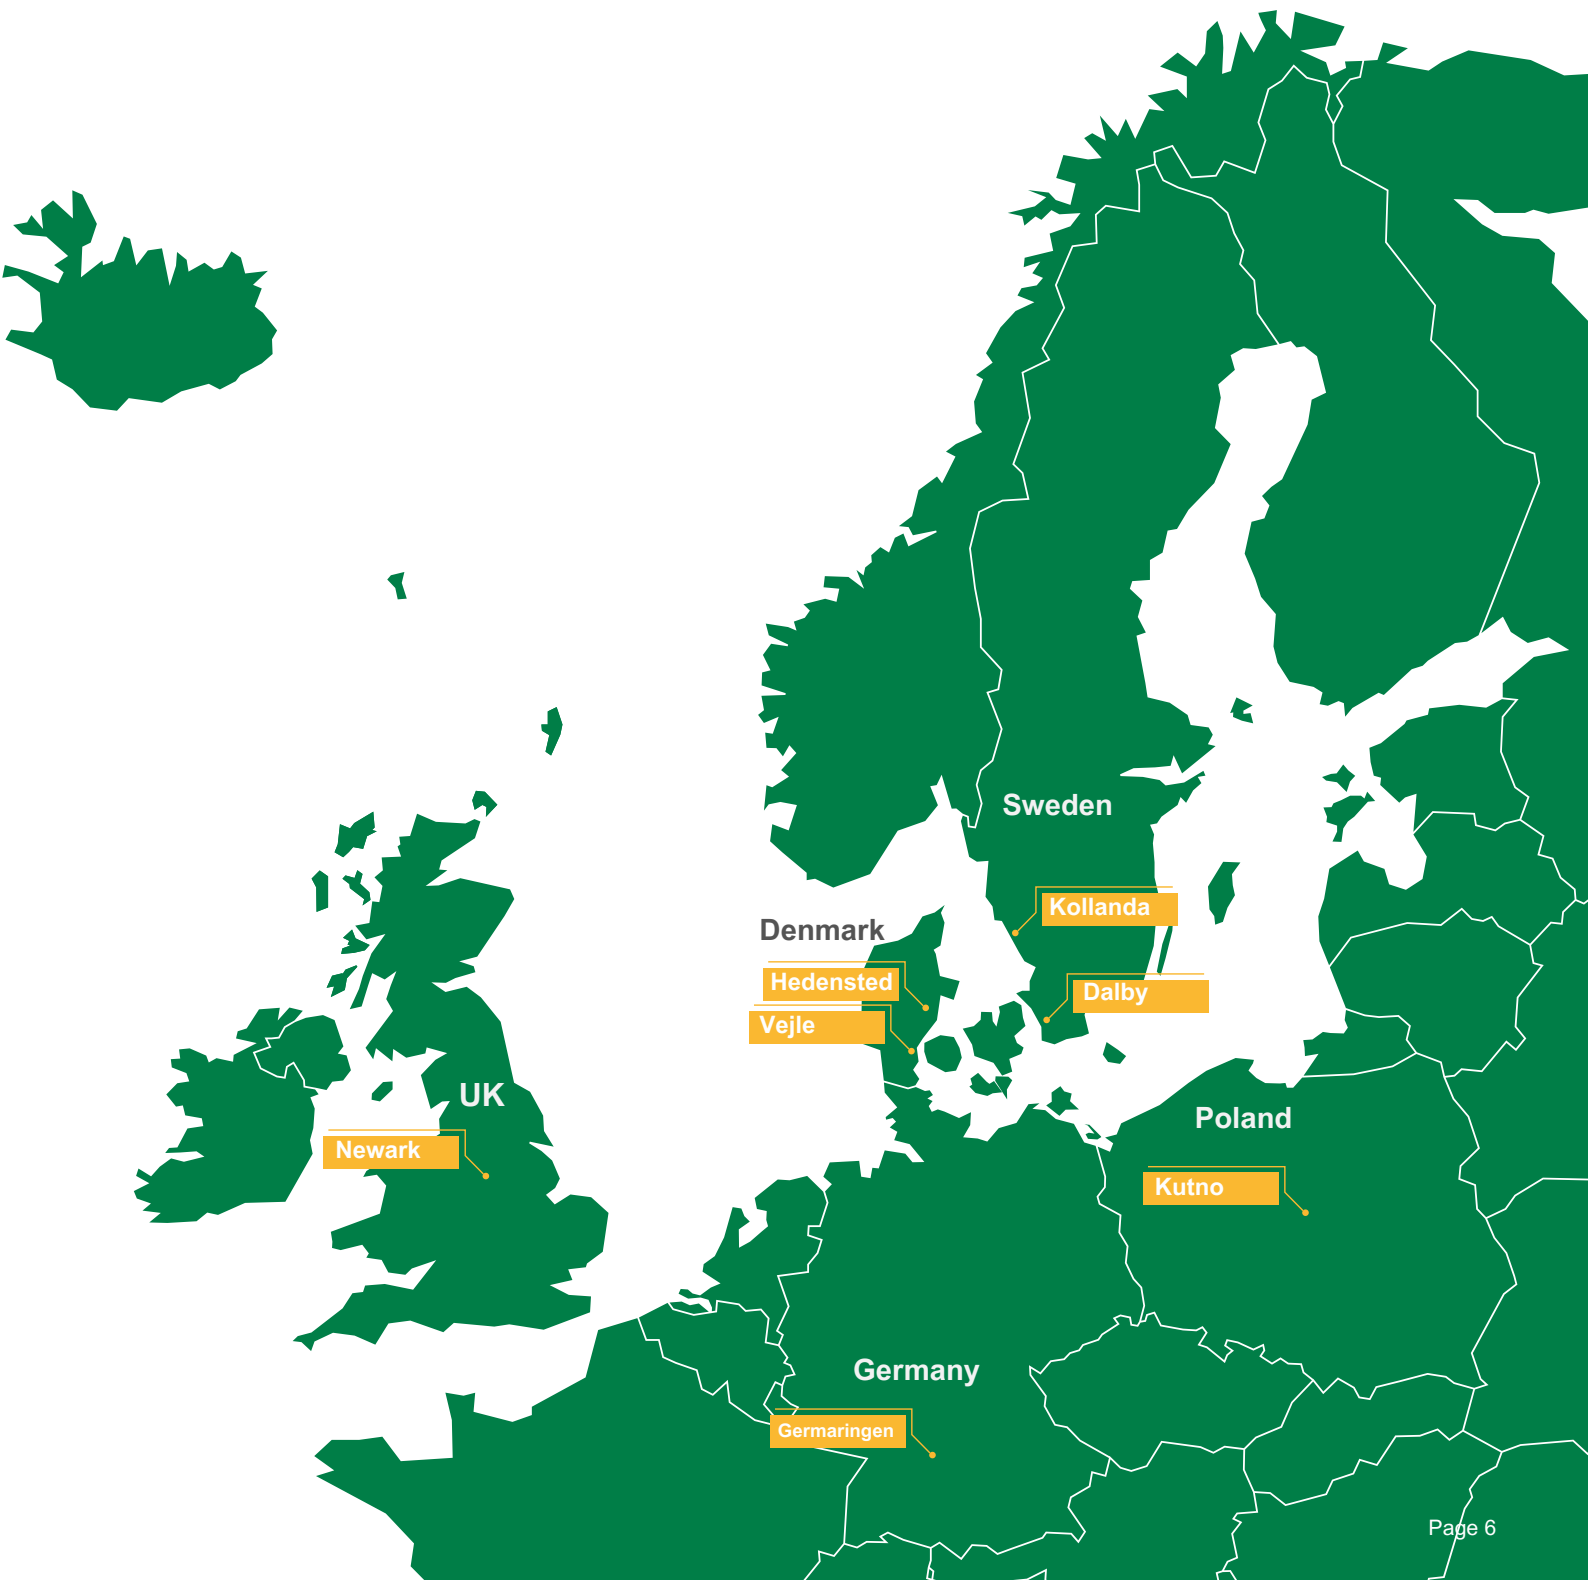 Sweden
Kollanda
Denmark
Hedensted
Dalby
Vejle
UK
Poland
Newark
Kutno
Germany
Germaringen
Page 6